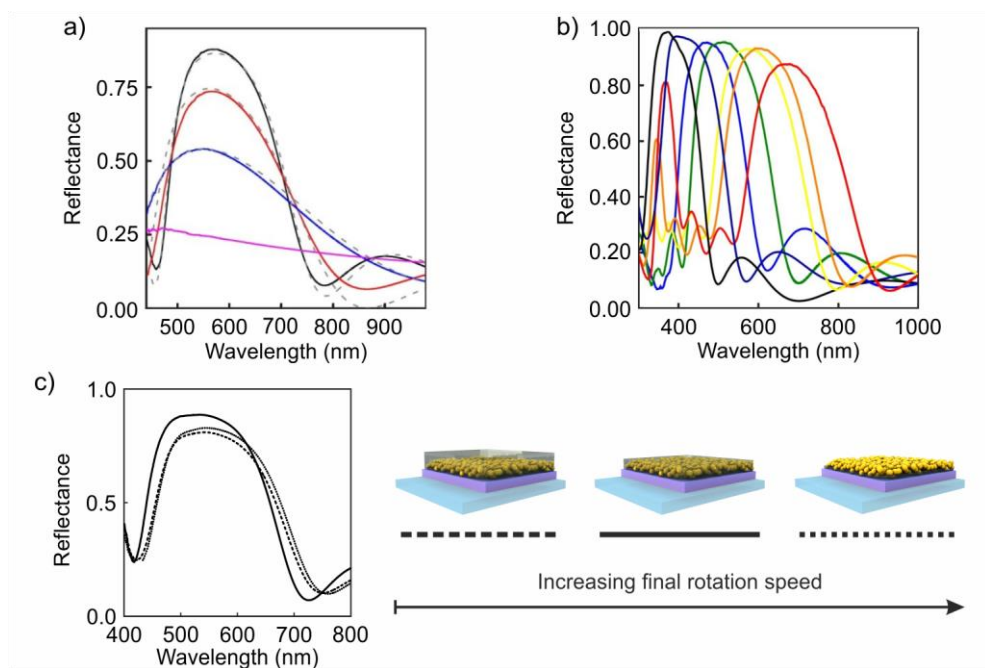 a)
Reflectance
0.75
0.50
0.25
0.00
500 600 700 800 900
Wavelength (nm)
b)
Reflectance
1.00
0.80
0.60
0.40
0.20
0.00
400 600 800 1000
Wavelength (nm)
c)
Reflectance
1.0
0.5
0.0
400 500 600 700 800
Wavelength (nm)
Increasing final rotation speed